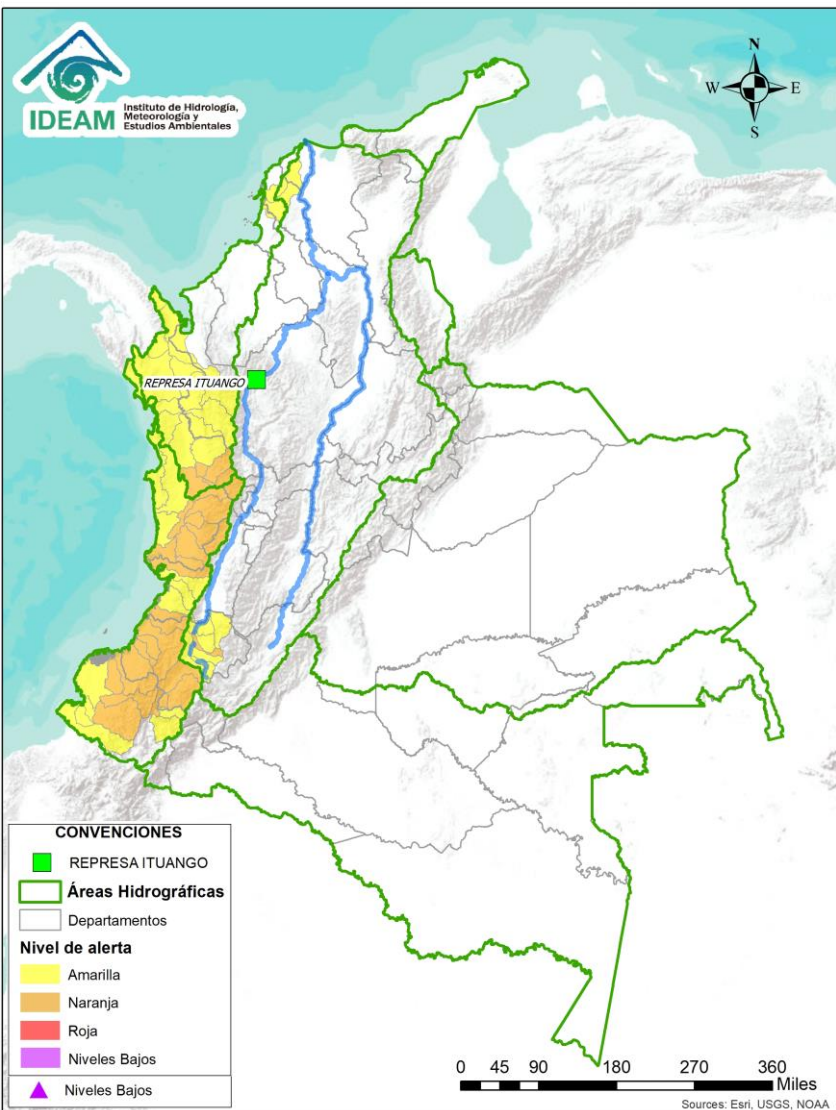 IDEAM
Instituto de Hidrología,
Meteorología y
Estudios Ambientales
N
W
E
S
REPRESA ITUANGO
CONVENCIONES
REPRESA ITUANGO
Áreas Hidrográficas
Departamentos
Nivel de alerta
Amarilla
Naranja
Roja
Niveles Bajos
Niveles Bajos
0 45 90 180 270 360
Miles
Sources: Esri, USGS, NOAA